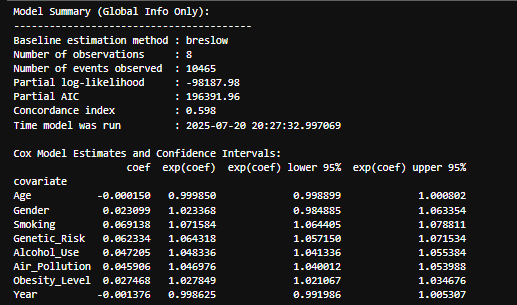 Model Summary (Global Info Only):
----------------------------------------
Baseline estimation method : breslow
Number of observations : 8
Number of events observed : 10465
Partial log-likelihood : -98187.98
Partial AIC : 196391.96
Concordance index : 0.598
Time model was run : 2025-07-20 20:27:32.997069
Cox Model Estimates and Confidence Intervals:
coef exp(coef) exp(coef) lower 95% exp(coef) upper 95%
covariate
Age -0.000150 0.999850 0.998899 1.000802
Gender 0.023099 1.023368 0.984885 1.063354
Smoking 0.069138 1.071584 1.064405 1.078811
Genetic_Risk 0.062334 1.064318 1.057150 1.071534
Alcohol_Use 0.047205 1.048336 1.041336 1.055384
Air_Pollution 0.045906 1.046976 1.040012 1.053988
Obesity_Level 0.027468 1.027849 1.021067 1.034676
Year -0.001376 0.998625 0.991986 1.005307